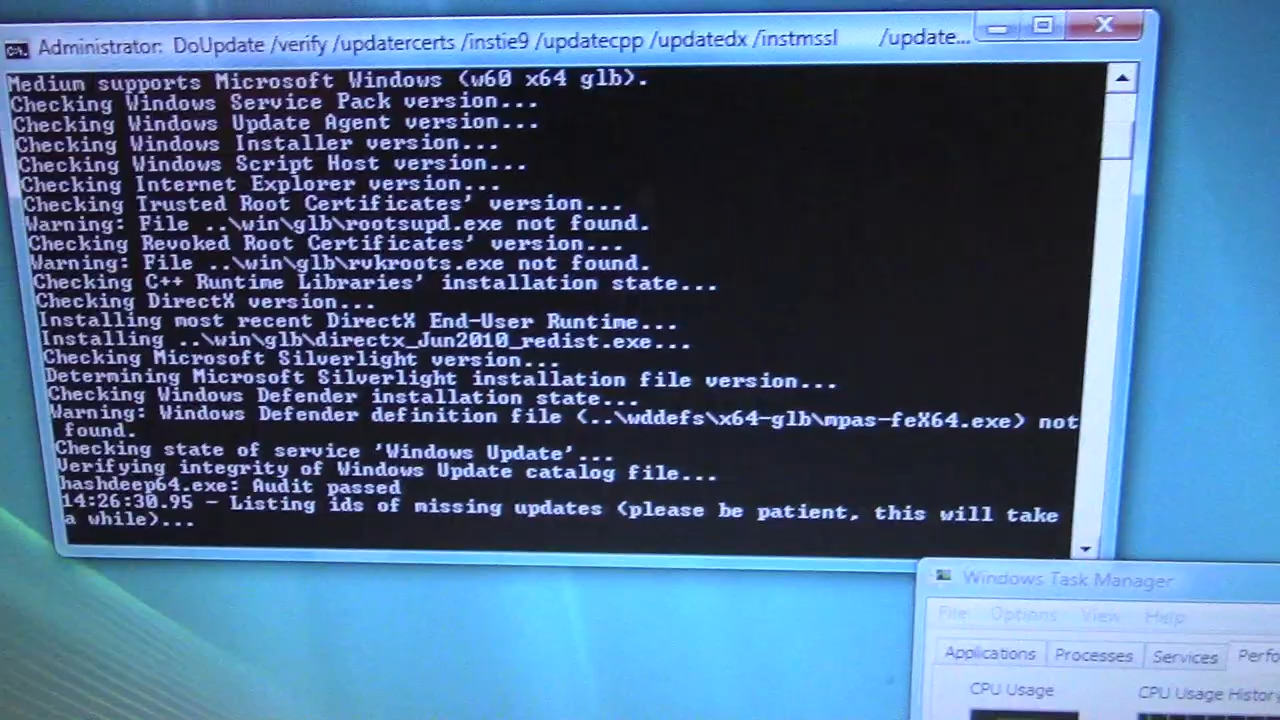 Administrator: DoUpdate /verify /updatercerts /instie9 /updatecpp /updatedx /instmssl /update...
Medium supports Microsoft Windows (w60 x64 glb).
Checking Windows Service Pack version...
Checking Windows Update Agent version...
Checking Windows Installer version...
Checking Windows Script Host version...
Checking Internet Explorer version...
Checking Trusted Root Certificates' version...
Warning: File ..\win\glb\rootsupd.exe not found.
Checking Revoked Root Certificates' version...
Warning: File ..\win\glb\rvkroots.exe not found.
Checking C++ Runtime Libraries' installation state...
Checking DirectX version...
Installing most recent DirectX End-User Runtime...
Installing ..\win\glb\directx_Jun2010_redist.exe...
Checking Microsoft Silverlight version...
Determining Microsoft Silverlight installation file version...
Checking Windows Defender installation state...
Warning: Windows Defender definition file (..\wddefs\x64-glb\mpas-feX64.exe) not
found.
Checking state of service 'Windows Update'...
Verifying integrity of Windows Update catalog file...
hashdeep64.exe: Audit passed
14:26:30.95 - Listing ids of missing updates (please be patient, this will take
a while)...
Windows Task Manager
File Options View Help
Applications Processes Services Perfo
CPU Usage CPU Usage History